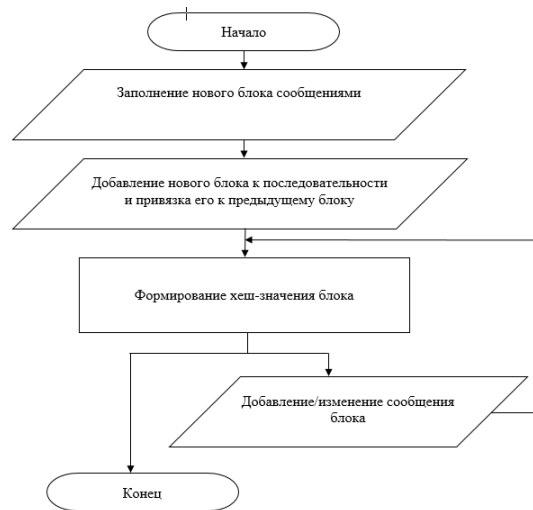 Начало
Заполнение нового блока сообщениями
Добавление нового блока к последовательности
и привязка его к предыдущему блоку
Формирование хеш-значения блока
Добавление/изменение сообщения
блока
Конец